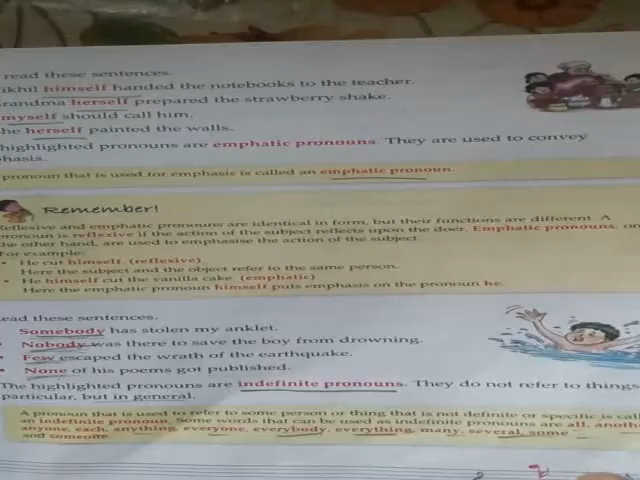 read these sentences.
ikhil himself handed the notebooks to the teacher.
randma herself prepared the strawberry shake.
myself should call him.
he herself painted the walls.
highlighted pronouns are emphatic pronouns. They are used to convey
hasis.
pronoun that is used for emphasis is called an emphatic pronoun.
Remember!
Reflexive and emphatic pronouns are identical in form, but their functions are different. A
pronoun is reflexive if the action of the subject reflects upon the doer. Emphatic pronouns, on
the other hand, are used to emphasise the action of the subject.
For example:
• He cut himself. (reflexive)
Here the subject and the object refer to the same person.
• He himself cut the vanilla cake. (emphatic)
Here the emphatic pronoun himself puts emphasis on the pronoun he.
ead these sentences.
Somebody has stolen my anklet.
• Nobody was there to save the boy from drowning.
• Few escaped the wrath of the earthquake.
• None of his poems got published.
The highlighted pronouns are indefinite pronouns. They do not refer to things
particular, but in general.
A pronoun that is used to refer to some person or thing that is not definite or specific is call
an indefinite pronoun. Some words that can be used as indefinite pronouns are all, anoth
anyone, each, anything, everyone, everybody, everything, many, several, some
and someone.